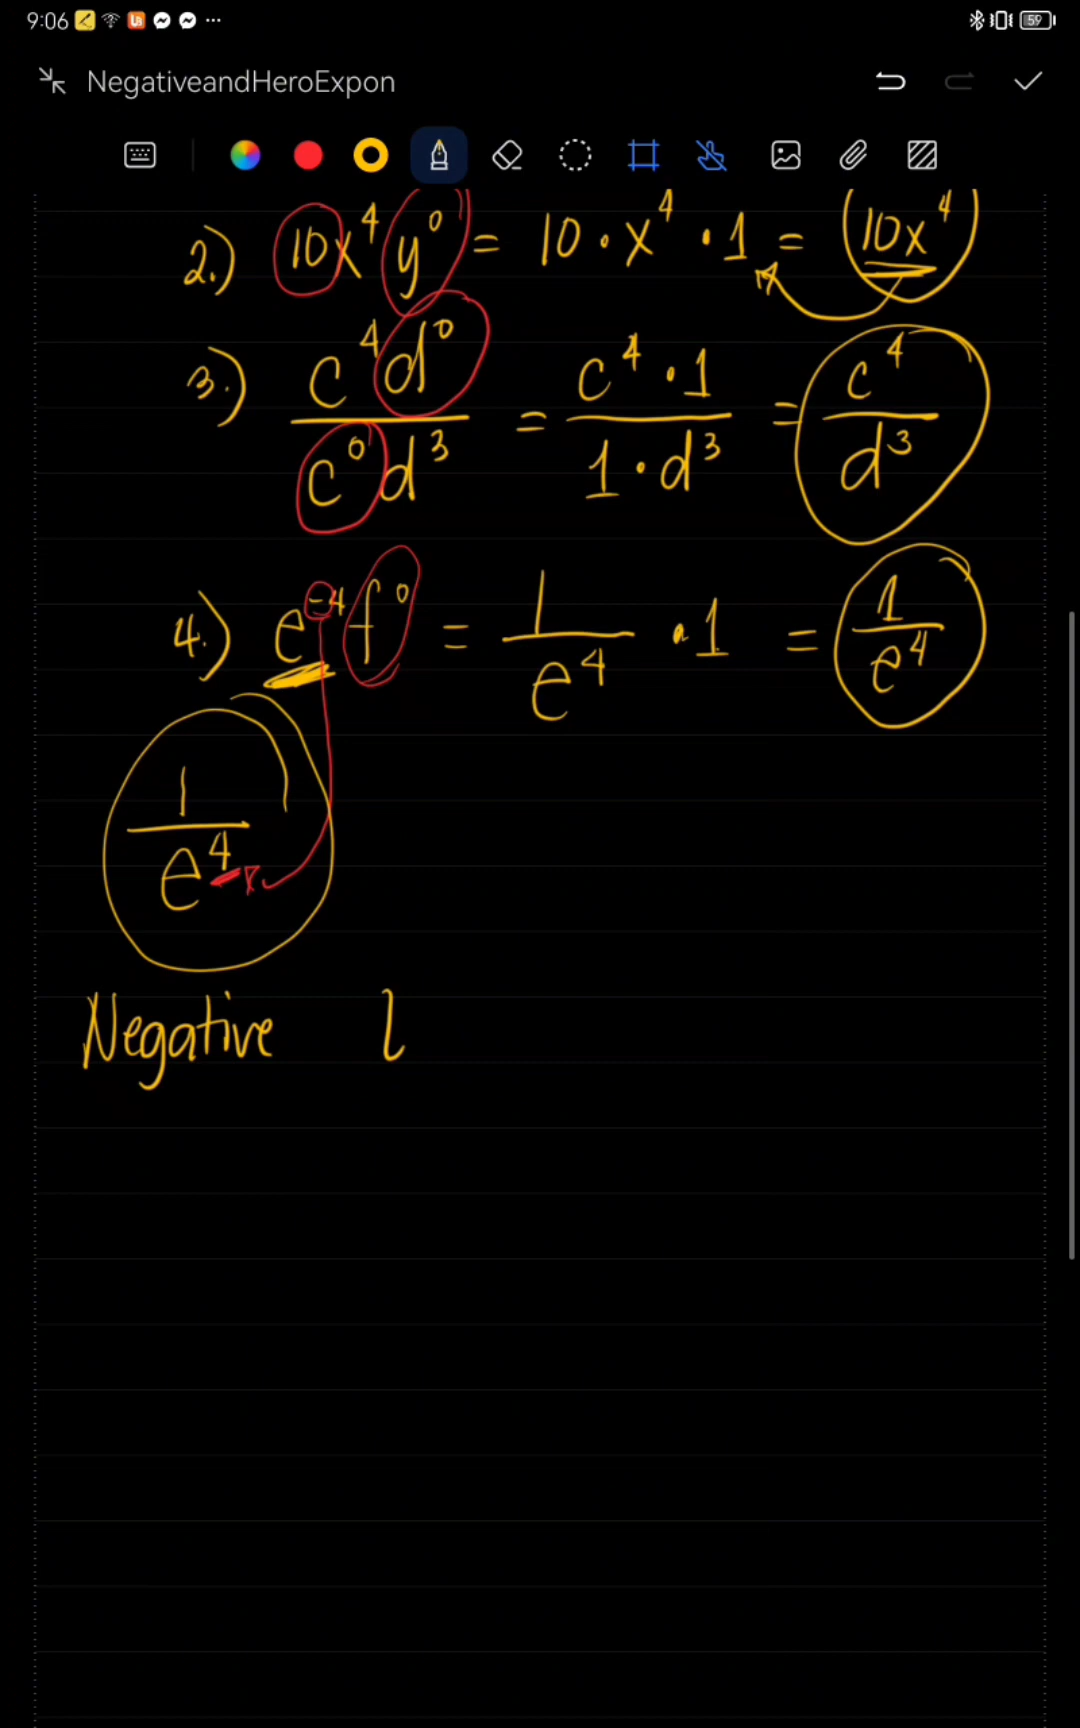 9:06 59
NegativeandHeroExpon
2.) 10x⁴y⁰ = 10 · x⁴ · 1 = 10x⁴
3.) c⁴d⁰ / c⁰d³ = c⁴ · 1 / 1 · d³ = c⁴ / d³
4.) e⁻⁴f⁰ = 1 / e⁴ · 1 = 1 / e⁴
1 / e⁴
Negative